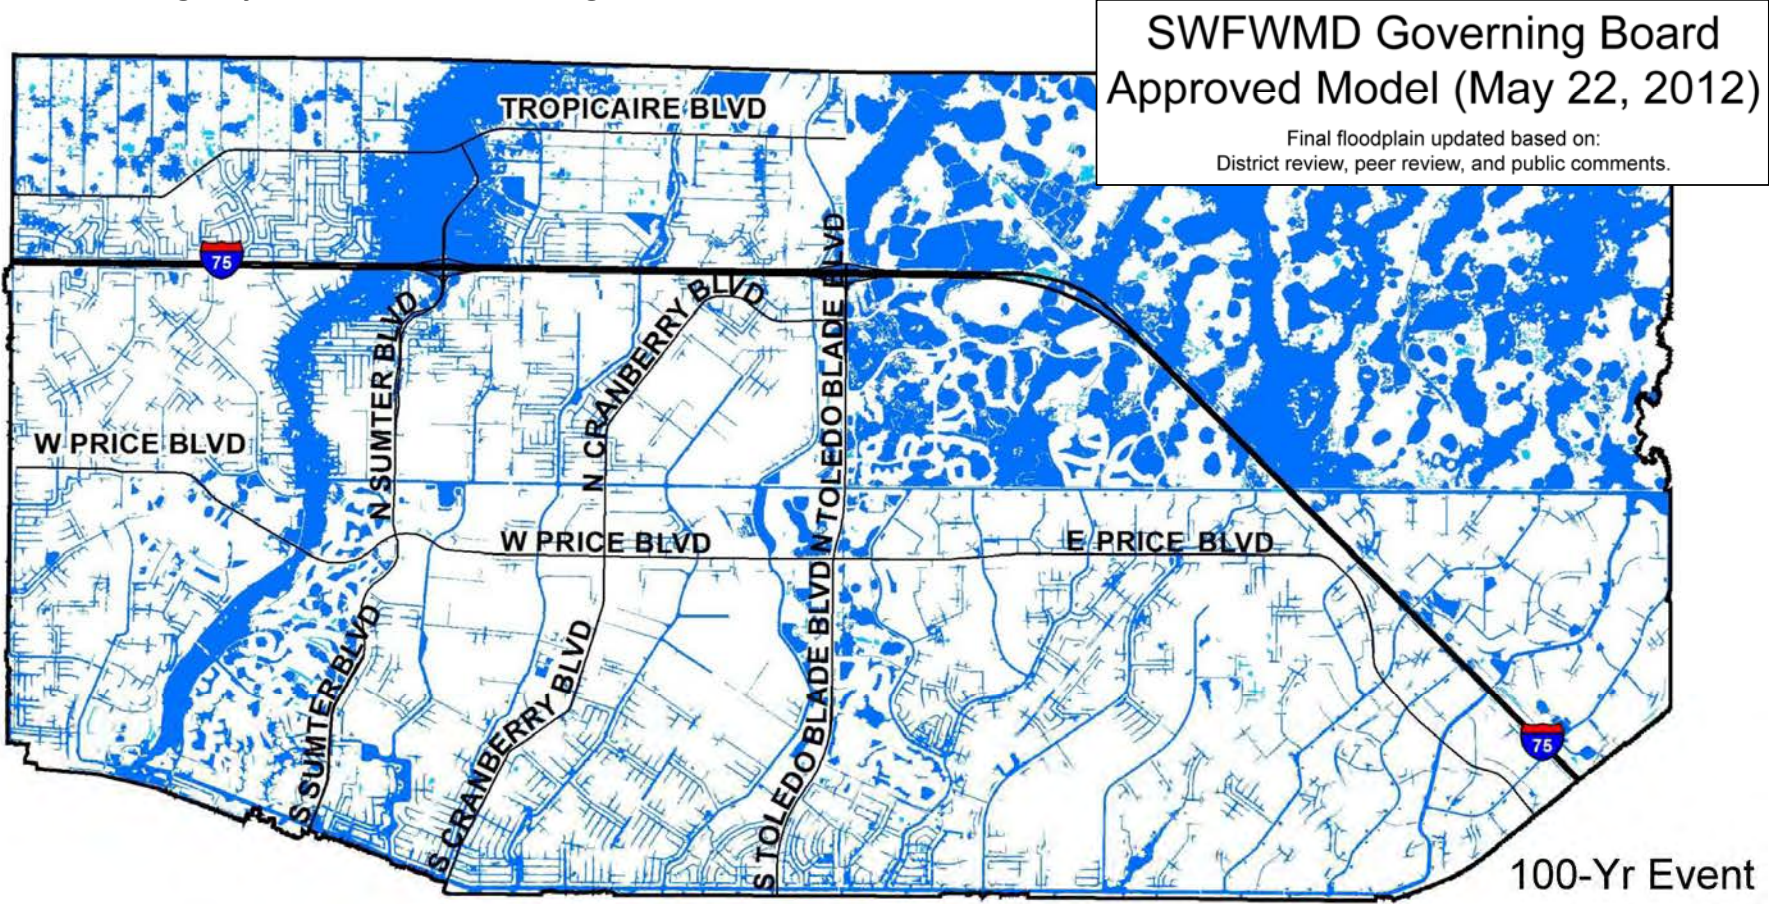 SWFWMD Governing Board
Approved Model (May 22, 2012)
Final floodplain updated based on:
District review, peer review, and public comments.
TROPICAIRE BLVD
75
N SUMTER BLVD
N CRANBERRY BLVD
N TOLEDO BLADE BLVD
W PRICE BLVD
W PRICE BLVD
E PRICE BLVD
S SUMTER BLVD
S CRANBERRY BLVD
S TOLEDO BLADE BLVD
75
100-Yr Event